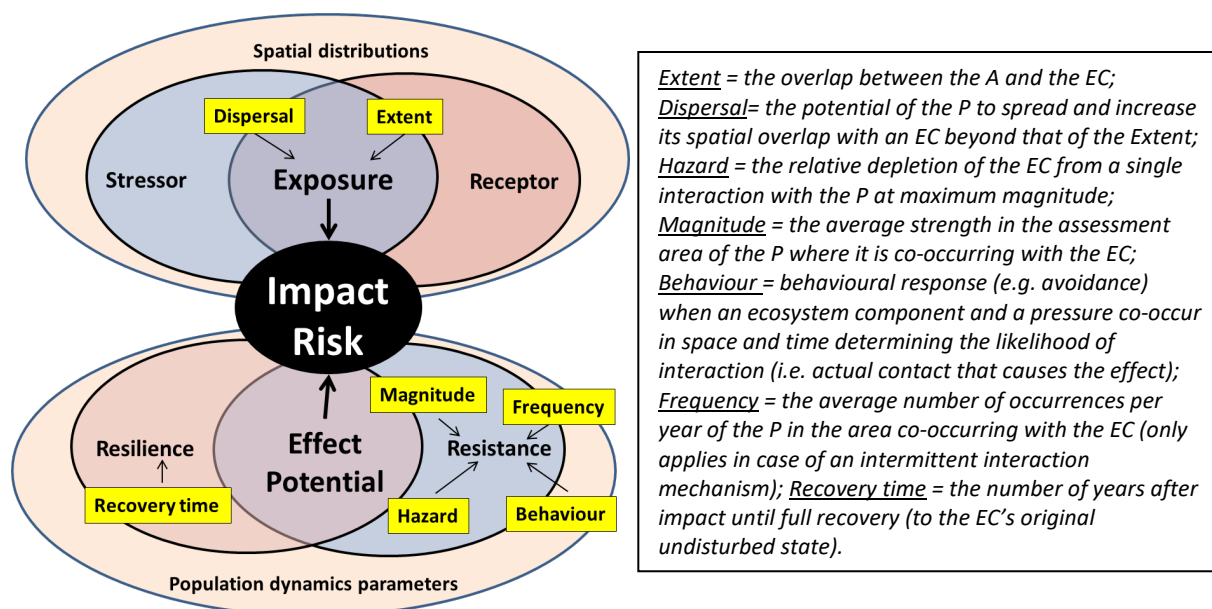 Spatial distributions
Dispersal
Extent
Stressor
Exposure
Receptor
Impact
Risk
Magnitude
Frequency
Resilience
Effect
Potential
Resistance
Recovery time
Hazard
Behaviour
Population dynamics parameters
Extent = the overlap between the A and the EC;
Dispersal= the potential of the P to spread and increase
its spatial overlap with an EC beyond that of the Extent;
Hazard = the relative depletion of the EC from a single
interaction with the P at maximum magnitude;
Magnitude = the average strength in the assessment
area of the P where it is co-occurring with the EC;
Behaviour = behavioural response (e.g. avoidance)
when an ecosystem component and a pressure co-occur
in space and time determining the likelihood of
interaction (i.e. actual contact that causes the effect);
Frequency = the average number of occurrences per
year of the P in the area co-occurring with the EC (only
applies in case of an intermittent interaction
mechanism); Recovery time = the number of years after
impact until full recovery (to the EC’s original
undisturbed state).